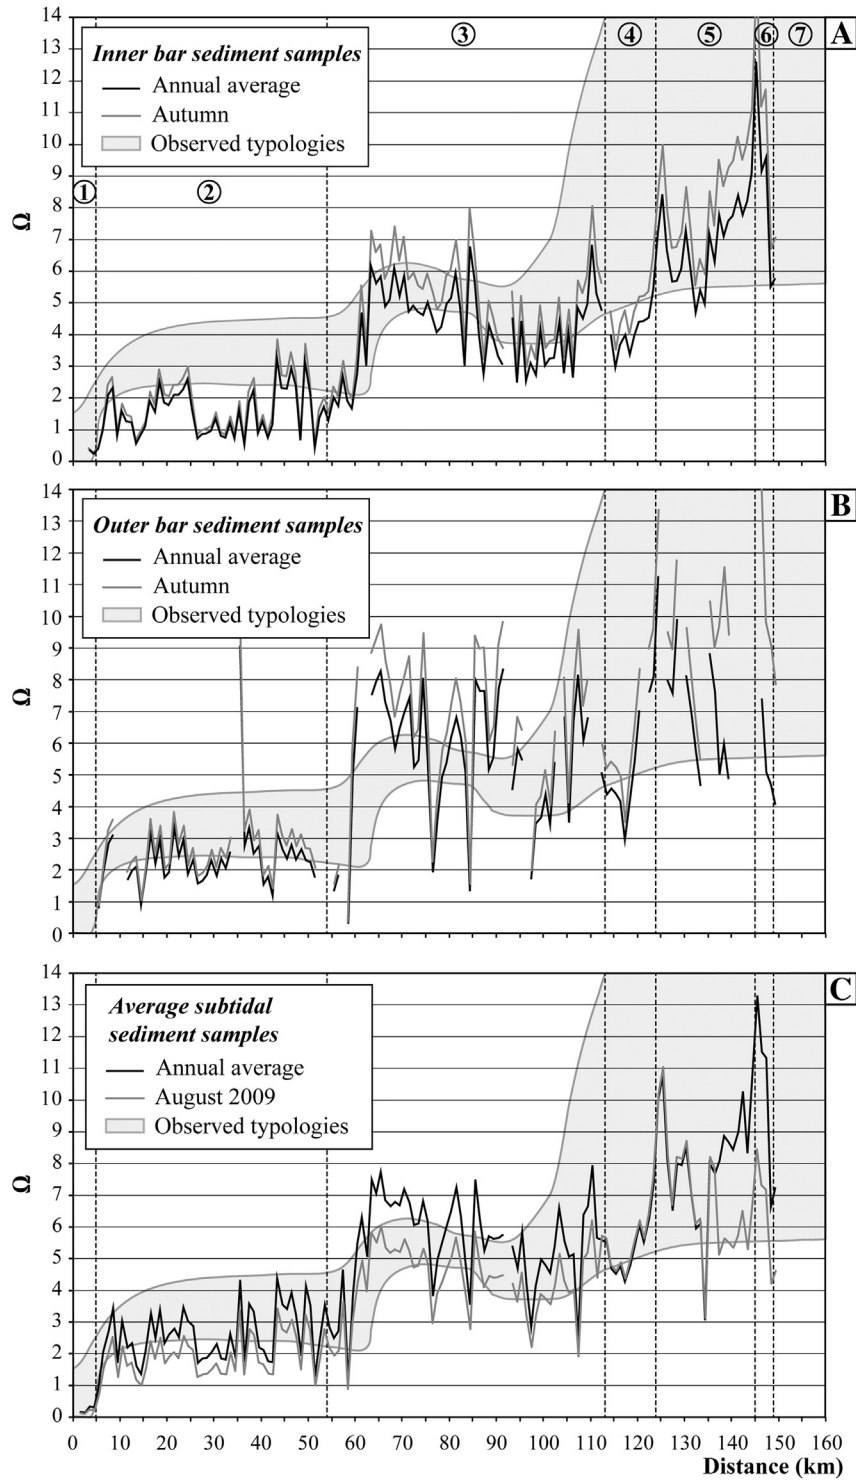 14
13
12
11
10
9
8
7
6
5
4
3
2
1
0
Ω
Inner bar sediment samples
Annual average
Autumn
Observed typologies
① ② ③ ④ ⑤ ⑥ ⑦
A
14
13
12
11
10
9
8
7
6
5
4
3
2
1
0
Ω
Outer bar sediment samples
Annual average
Autumn
Observed typologies
B
14
13
12
11
10
9
8
7
6
5
4
3
2
1
0
Ω
Average subtidal
sediment samples
Annual average
August 2009
Observed typologies
C
0 10 20 30 40 50 60 70 80 90 100 110 120 130 140 150 160
Distance (km)